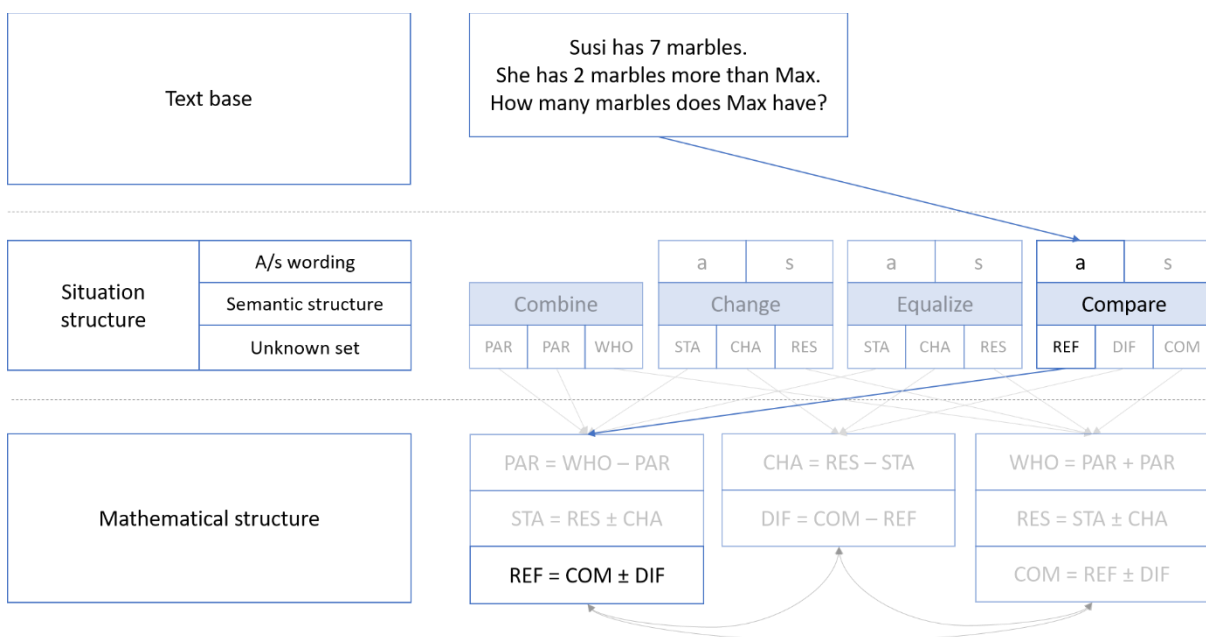 Text base
Susi has 7 marbles.
She has 2 marbles more than Max.
How many marbles does Max have?
Situation
structure
A/s wording
Semantic structure
Unknown set
a s a s a s
Combine Change Equalize Compare
PAR PAR WHO STA CHA RES STA CHA RES REF DIF COM
Mathematical structure
PAR = WHO – PAR
STA = RES ± CHA
REF = COM ± DIF
CHA = RES – STA
DIF = COM – REF
WHO = PAR + PAR
RES = STA ± CHA
COM = REF ± DIF